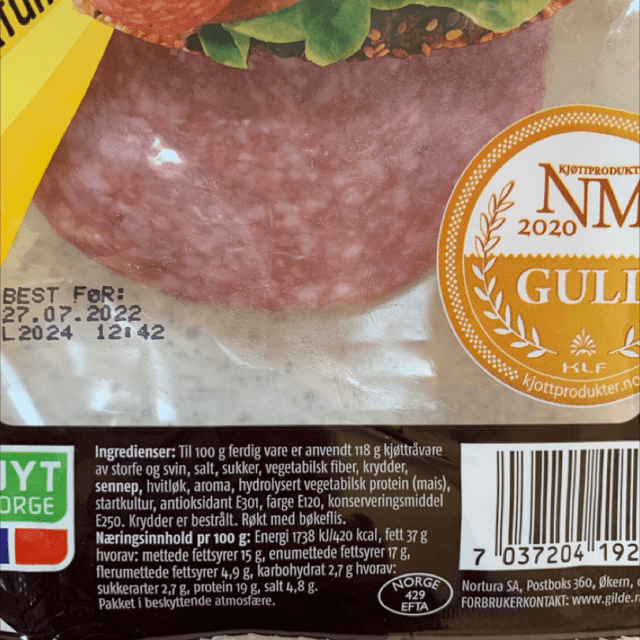 KJØTTPRODUKT
NM
2020
GULL
KLF
kjottprodukter.no
BEST FøR:
27.07.2022
L2024 12:42
NYT
NORGE
Ingredienser: Til 100 g ferdig vare er anvendt 118 g kjøttråvare
av storfe og svin, salt, sukker, vegetabilsk fiber, krydder,
sennep, hvitløk, aroma, hydrolysert vegetabilsk protein (mais),
startkultur, antioksidant E301, farge E120, konserveringsmiddel
E250. Krydder er bestrålt. Røkt med bøkeflis.
Næringsinnhold pr 100 g: Energi 1738 kJ/420 kcal, fett 37 g
hvorav: mettede fettsyrer 15 g, enumettede fettsyrer 17 g,
flerumettede fettsyrer 4,9 g, karbohydrat 2,7 g hvorav:
sukkerarter 2,7 g, protein 19 g, salt 4,8 g.
Pakket i beskyttende atmosfære.
NORGE
429
EFTA
7 037204 192
Nortura SA, Postboks 360, Økern,
FORBRUKERKONTAKT: www.gilde.n